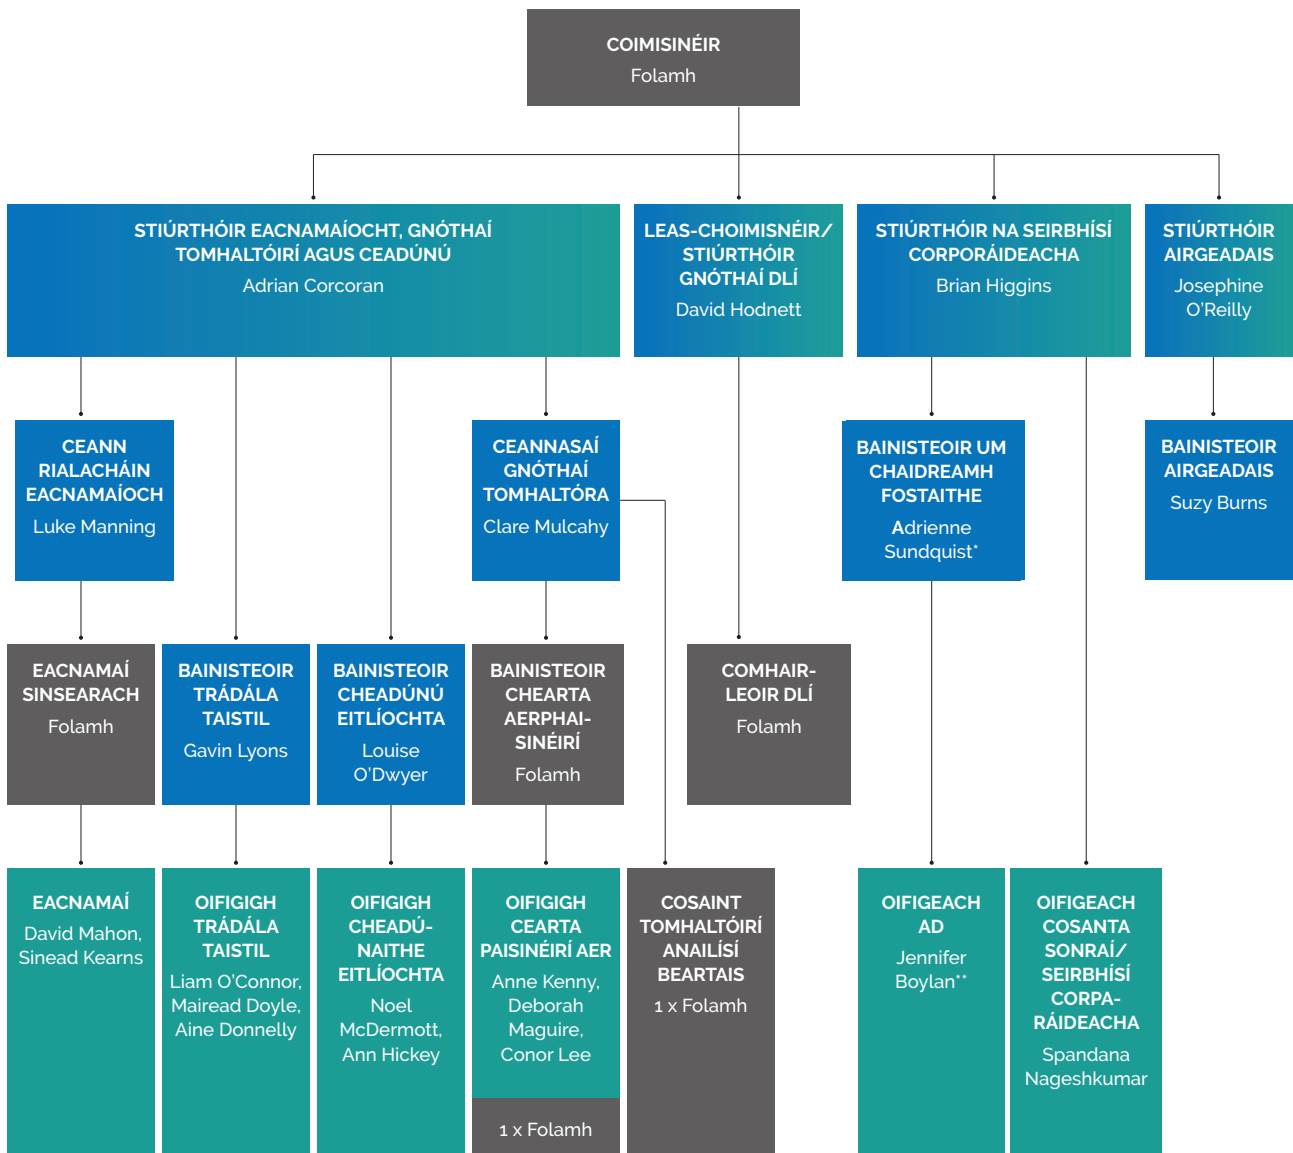 COIMISINÉIR
Folamh
STIÚRTHÓIR EACNAMAÍOCHT, GNÓTHAÍ
TOMHALTÓIRÍ AGUS CEADÚNÚ
Adrian Corcoran
LEAS-CHOIMISNÉIR/
STIÚRTHÓIR
GNÓTHAÍ DLÍ
David Hodnett
STIÚRTHÓIR NA SEIRBHÍSÍ
CORPORÁIDEACHA
Brian Higgins
STIÚRTHÓIR
AIRGEADAIS
Josephine
O'Reilly
CEANN
RIALACHÁIN
EACNAMAÍOCH
Luke Manning
CEANNASAÍ
GNÓTHAÍ
TOMHALTÓRA
Clare Mulcahy
BAINISTEOIR UM
CHAIDREAMH
FOSTAITHE
Adrienne
Sundquist*
BAINISTEOIR
AIRGEADAIS
Suzy Burns
EACNAMAÍ
SINSEARACH
Folamh
BAINISTEOIR
TRÁDÁLA
TAISTIL
Gavin Lyons
BAINISTEOIR
CHEADÚNÚ
EITLÍOCHTA
Louise
O'Dwyer
BAINISTEOIR
CHEARTA
AERPHAI-
SINÉIRÍ
Folamh
COMHAIR-
LEOIR DLÍ
Folamh
EACNAMAÍ
David Mahon,
Sinead Kearns
OIFIGIGH
TRÁDÁLA
TAISTIL
Liam O'Connor,
Mairead Doyle,
Aine Donnelly
OIFIGIGH
CHEADÚ-
NAITHE
EITLÍOCHTA
Noel
McDermott,
Ann Hickey
OIFIGIGH
CEARTA
PAISINÉIRÍ AER
Anne Kenny,
Deborah
Maguire,
Conor Lee
1 x Folamh
COSAINT
TOMHALTÓIRÍ
ANAILÍSÍ
BEARTAIS
1 x Folamh
OIFIGEACH
AD
Jennifer
Boylan**
OIFIGEACH
COSANTA
SONRAÍ/
SEIRBHÍSÍ
CORPA-
RÁIDEACHA
Spandana
Nageshkumar